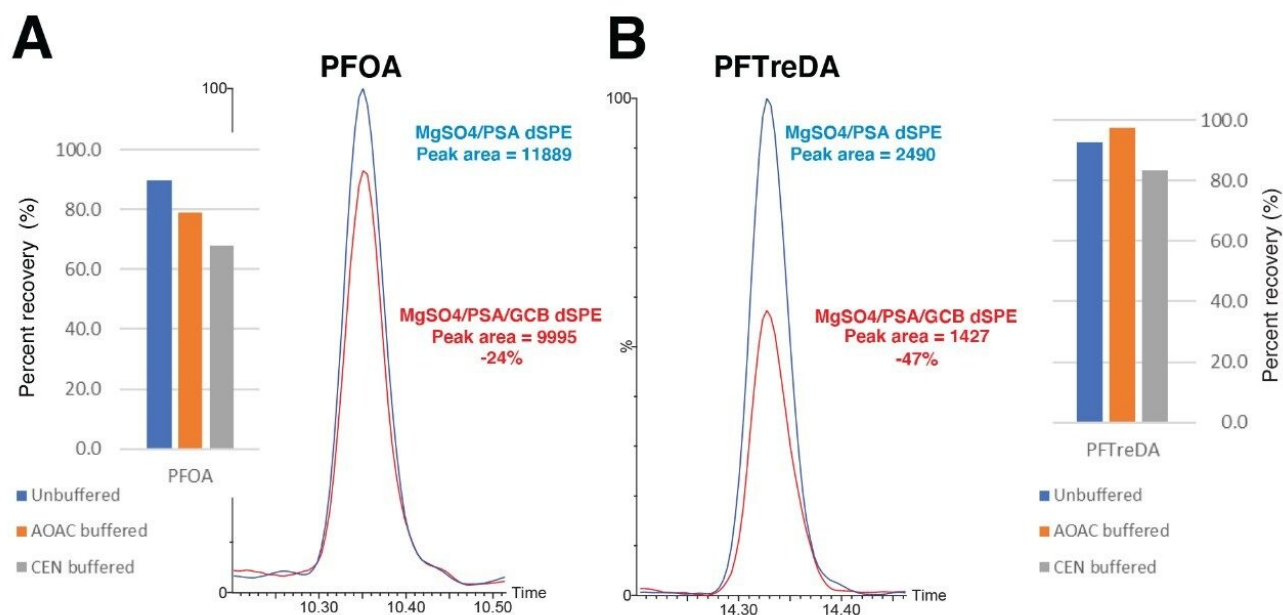 A
PFOA
100
MgSO4/PSA dSPE
Peak area = 11889
MgSO4/PSA/GCB dSPE
Peak area = 9995
-24%
Percent recovery (%)
100.0
80.0
60.0
40.0
20.0
0.0
PFOA
Unbuffered
AOAC buffered
CEN buffered
0
10.30
10.40
10.50
Time
B
PFTreDA
100
%
0
MgSO4/PSA dSPE
Peak area = 2490
MgSO4/PSA/GCB dSPE
Peak area = 1427
-47%
14.30
14.40
Time
100.0
80.0
60.0
40.0
20.0
0.0
Percent recovery (%)
PFTreDA
Unbuffered
AOAC buffered
CEN buffered